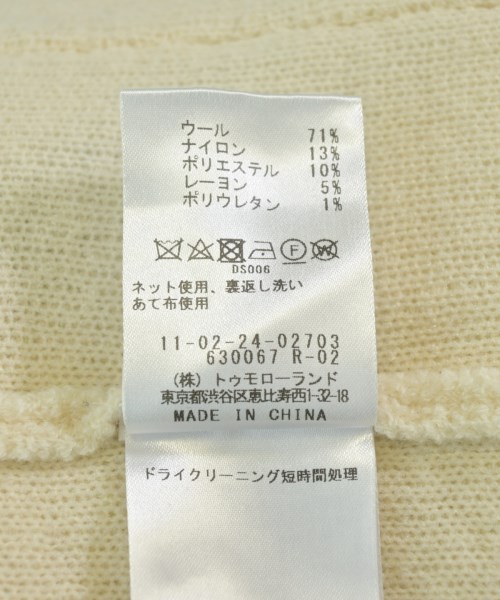 ウール 71%
ナイロン 13%
ポリエステル 10%
レーヨン 5%
ポリウレタン 1%
F W
DS006
ネット使用、裏返し洗い
あて布使用
11-02-24-02703
630067 R-02
(株) トゥモローランド
東京都渋谷区恵比寿西1-32-18
MADE IN CHINA
ドライクリーニング短時間処理